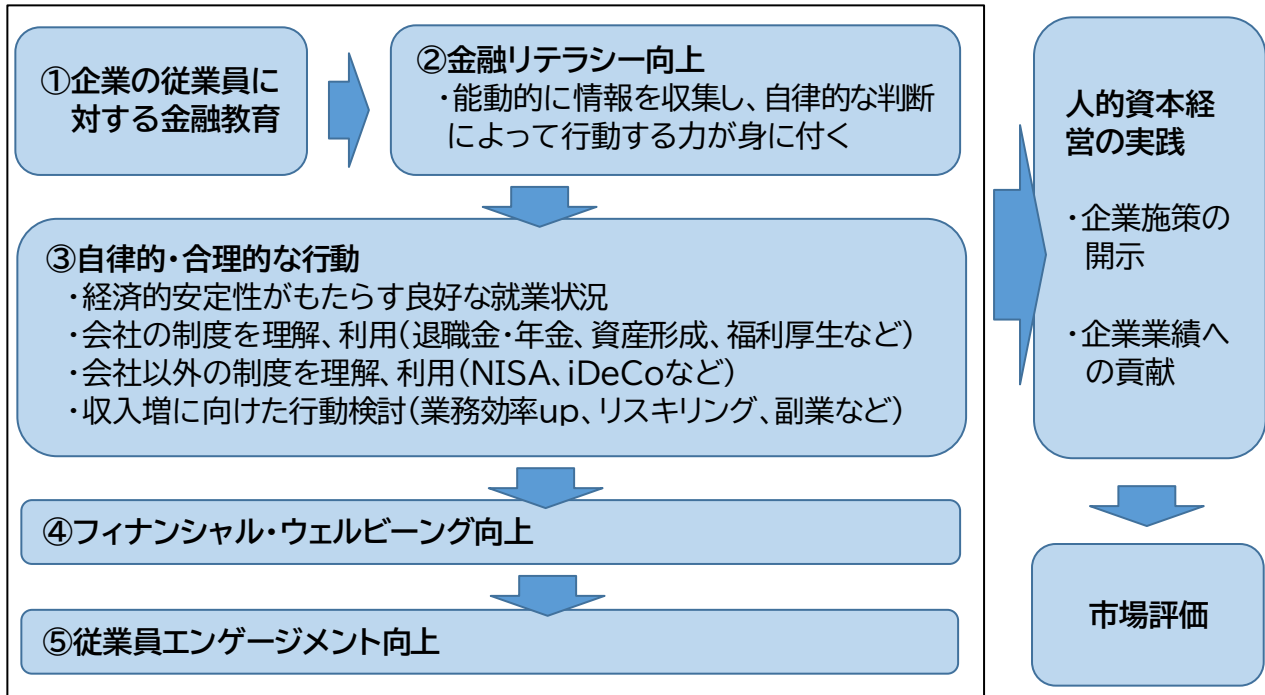 ①企業の従業員に
対する金融教育
②金融リテラシー向上
・能動的に情報を収集し、自律的な判断
によって行動する力が身に付く
③自律的・合理的な行動
・経済的安定性がもたらす良好な就業状況
・会社の制度を理解、利用(退職金・年金、資産形成、福利厚生など)
・会社以外の制度を理解、利用(NISA、iDeCoなど)
・収入増に向けた行動検討(業務効率up、リスキリング、副業など)
④フィナンシャル・ウェルビーング向上
⑤従業員エンゲージメント向上
人的資本経
営の実践
・企業施策の
開示
・企業業績へ
の貢献
市場評価